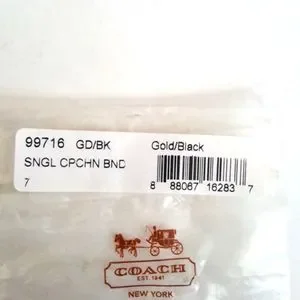 99716 GD/BK Gold/Black
SNGL CPCHN BND
7
8 88067 16283 7
COACH
EST. 1941
NEW YORK